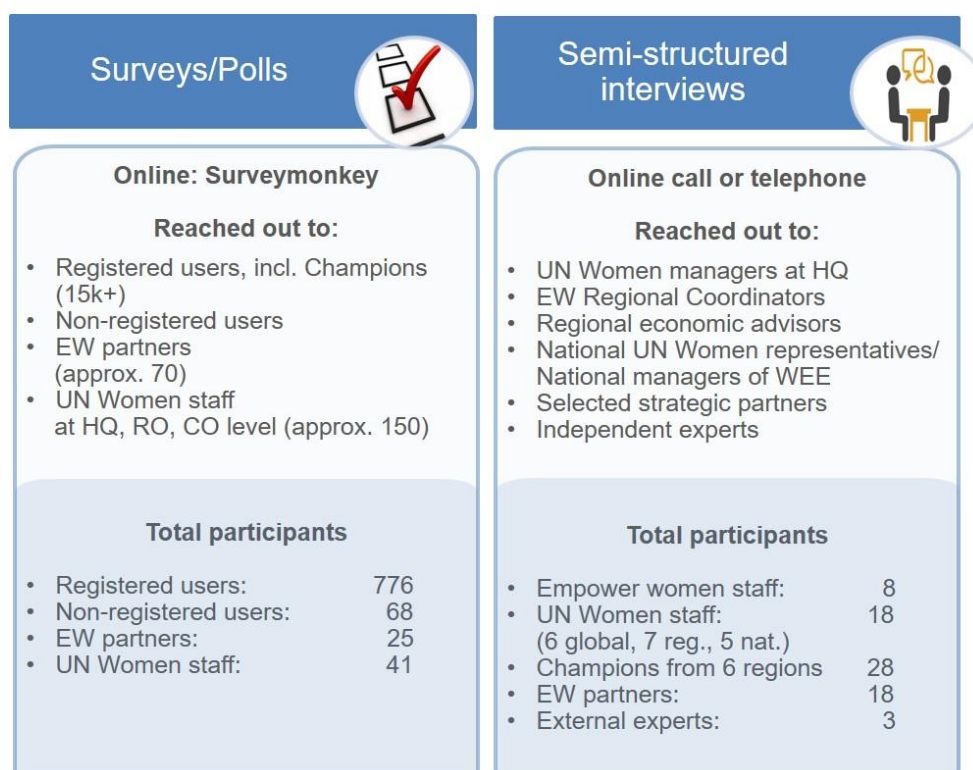 Surveys/Polls
Online: Surveymonkey
Reached out to:
• Registered users, incl. Champions
(15k+)
• Non-registered users
• EW partners
(approx. 70)
• UN Women staff
at HQ, RO, CO level (approx. 150)
Total participants
• Registered users: 776
• Non-registered users: 68
• EW partners: 25
• UN Women staff: 41
Semi-structured
interviews
Online call or telephone
Reached out to:
• UN Women managers at HQ
• EW Regional Coordinators
• Regional economic advisors
• National UN Women representatives/
National managers of WEE
• Selected strategic partners
• Independent experts
Total participants
• Empower women staff: 8
• UN Women staff: 18
(6 global, 7 reg., 5 nat.)
• Champions from 6 regions 28
• EW partners: 18
• External experts: 3